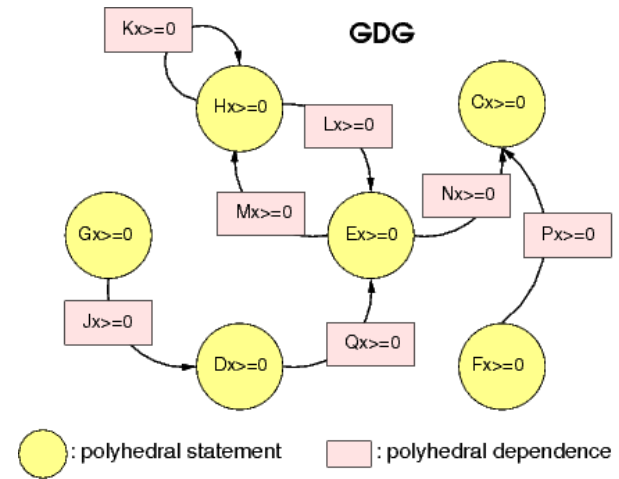 Kx>=0
GDG
Hx>=0
Cx>=0
Lx>=0
Nx>=0
Mx>=0
Gx>=0
Ex>=0
Px>=0
Jx>=0
Qx>=0
Dx>=0
Fx>=0
: polyhedral statement
: polyhedral dependence